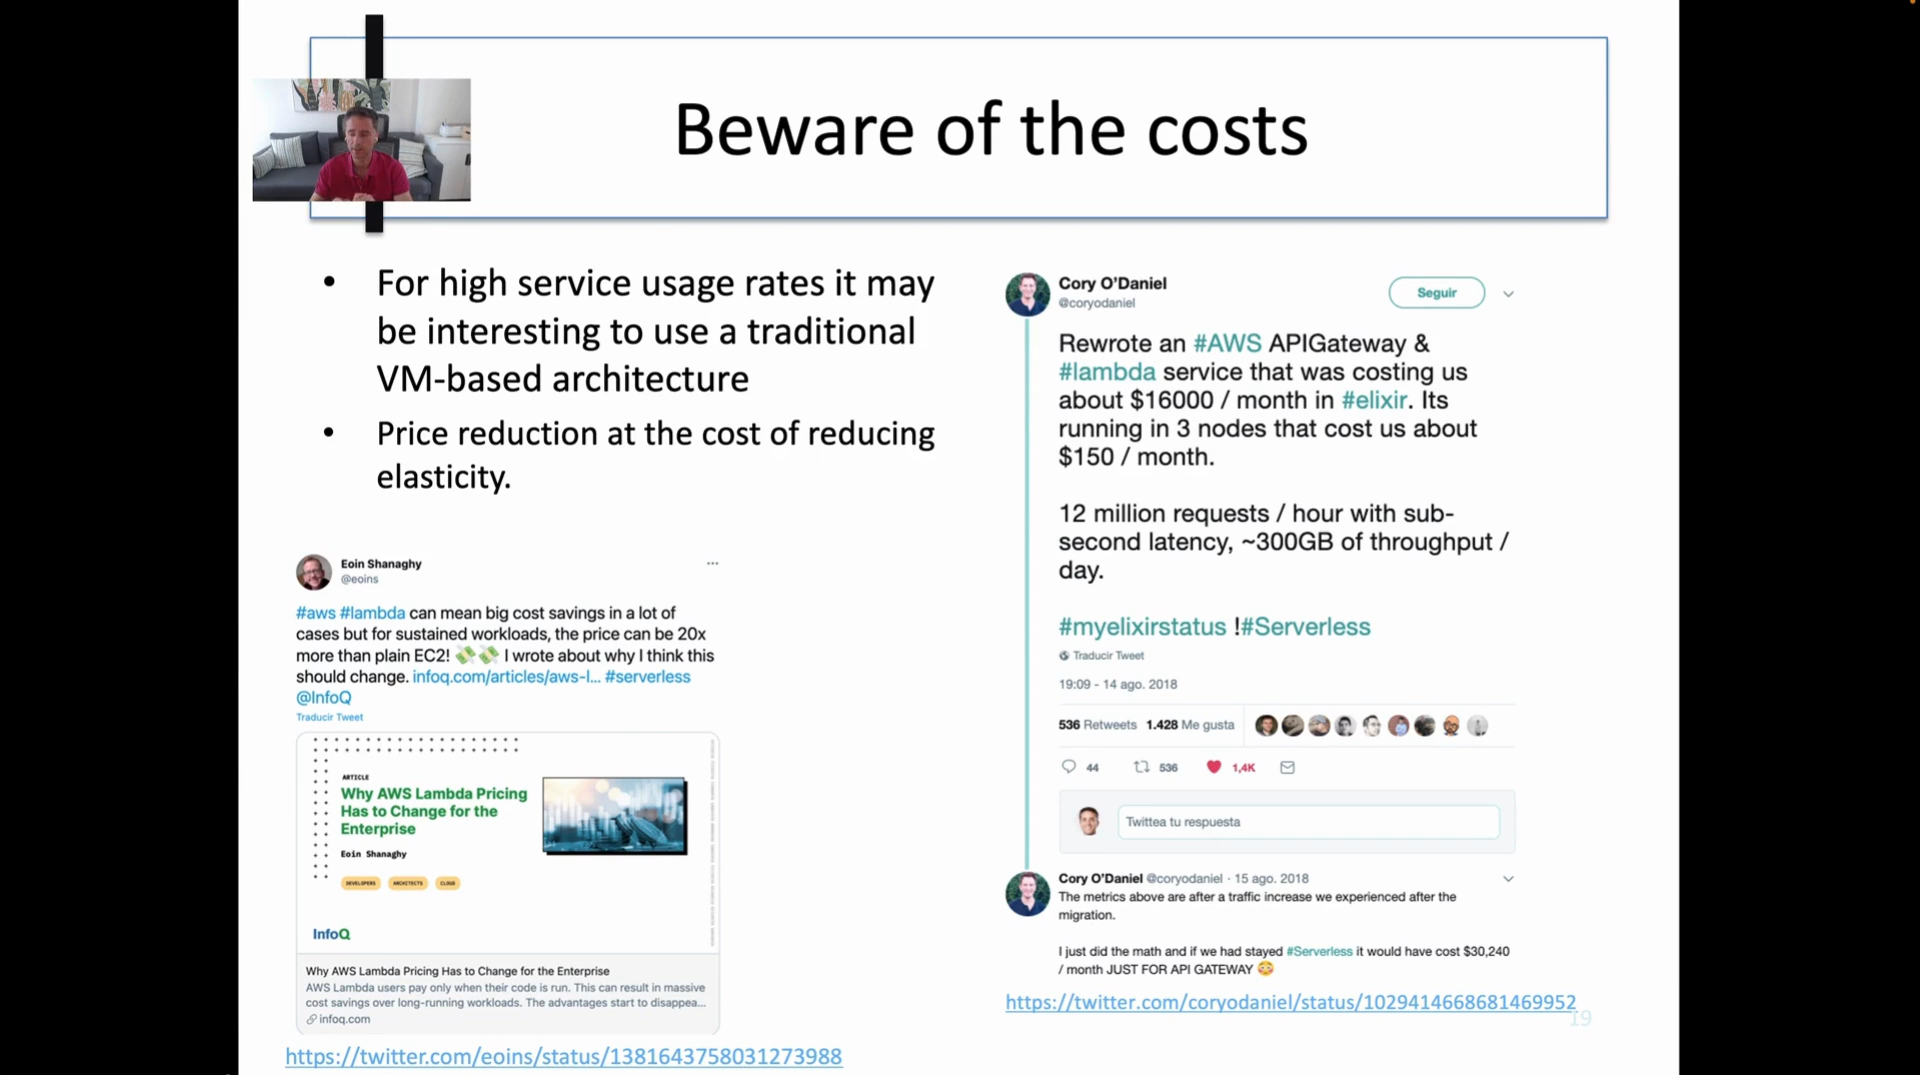 Beware of the costs
• For high service usage rates it may
be interesting to use a traditional
VM-based architecture
• Price reduction at the cost of reducing
elasticity.
Eoin Shanaghy
@eoins
#aws #lambda can mean big cost savings in a lot of
cases but for sustained workloads, the price can be 20x
more than plain EC2! 💸💸 I wrote about why I think this
should change. infoq.com/articles/aws-l... #serverless
@InfoQ
Traducir Tweet
ARTICLE
Why AWS Lambda Pricing
Has to Change for the
Enterprise
Eoin Shanaghy
DEVELOPERS ARCHITECTS CLOUD
InfoQ
Why AWS Lambda Pricing Has to Change for the Enterprise
AWS Lambda users pay only when their code is run. This can result in massive
cost savings over long-running workloads. The advantages start to disappea...
infoq.com
https://twitter.com/eoins/status/1381643758031273988
Cory O'Daniel
@coryodaniel
Seguir
Rewrote an #AWS APIGateway &
#lambda service that was costing us
about $16000 / month in #elixir. Its
running in 3 nodes that cost us about
$150 / month.
12 million requests / hour with sub-
second latency, ~300GB of throughput /
day.
#myelixirstatus !#Serverless
Traducir Tweet
19:09 - 14 ago. 2018
536 Retweets 1.428 Me gusta
44 536 1,4K
Twittea tu respuesta
Cory O'Daniel @coryodaniel · 15 ago. 2018
The metrics above are after a traffic increase we experienced after the
migration.
I just did the math and if we had stayed #Serverless it would have cost $30,240
/ month JUST FOR API GATEWAY 😳
https://twitter.com/coryodaniel/status/1029414668681469952
19